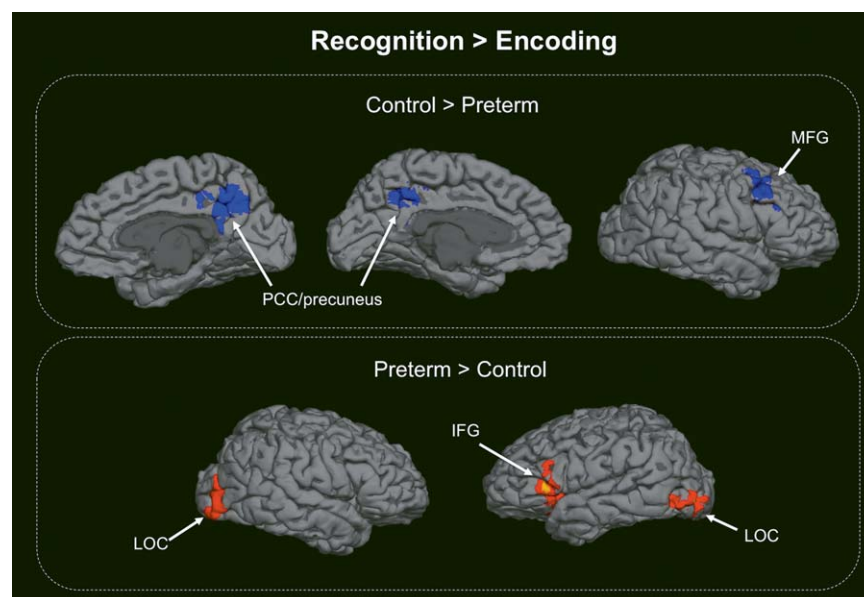 Recognition > Encoding
Control > Preterm
MFG
PCC/precuneus
Preterm > Control
IFG
LOC
LOC